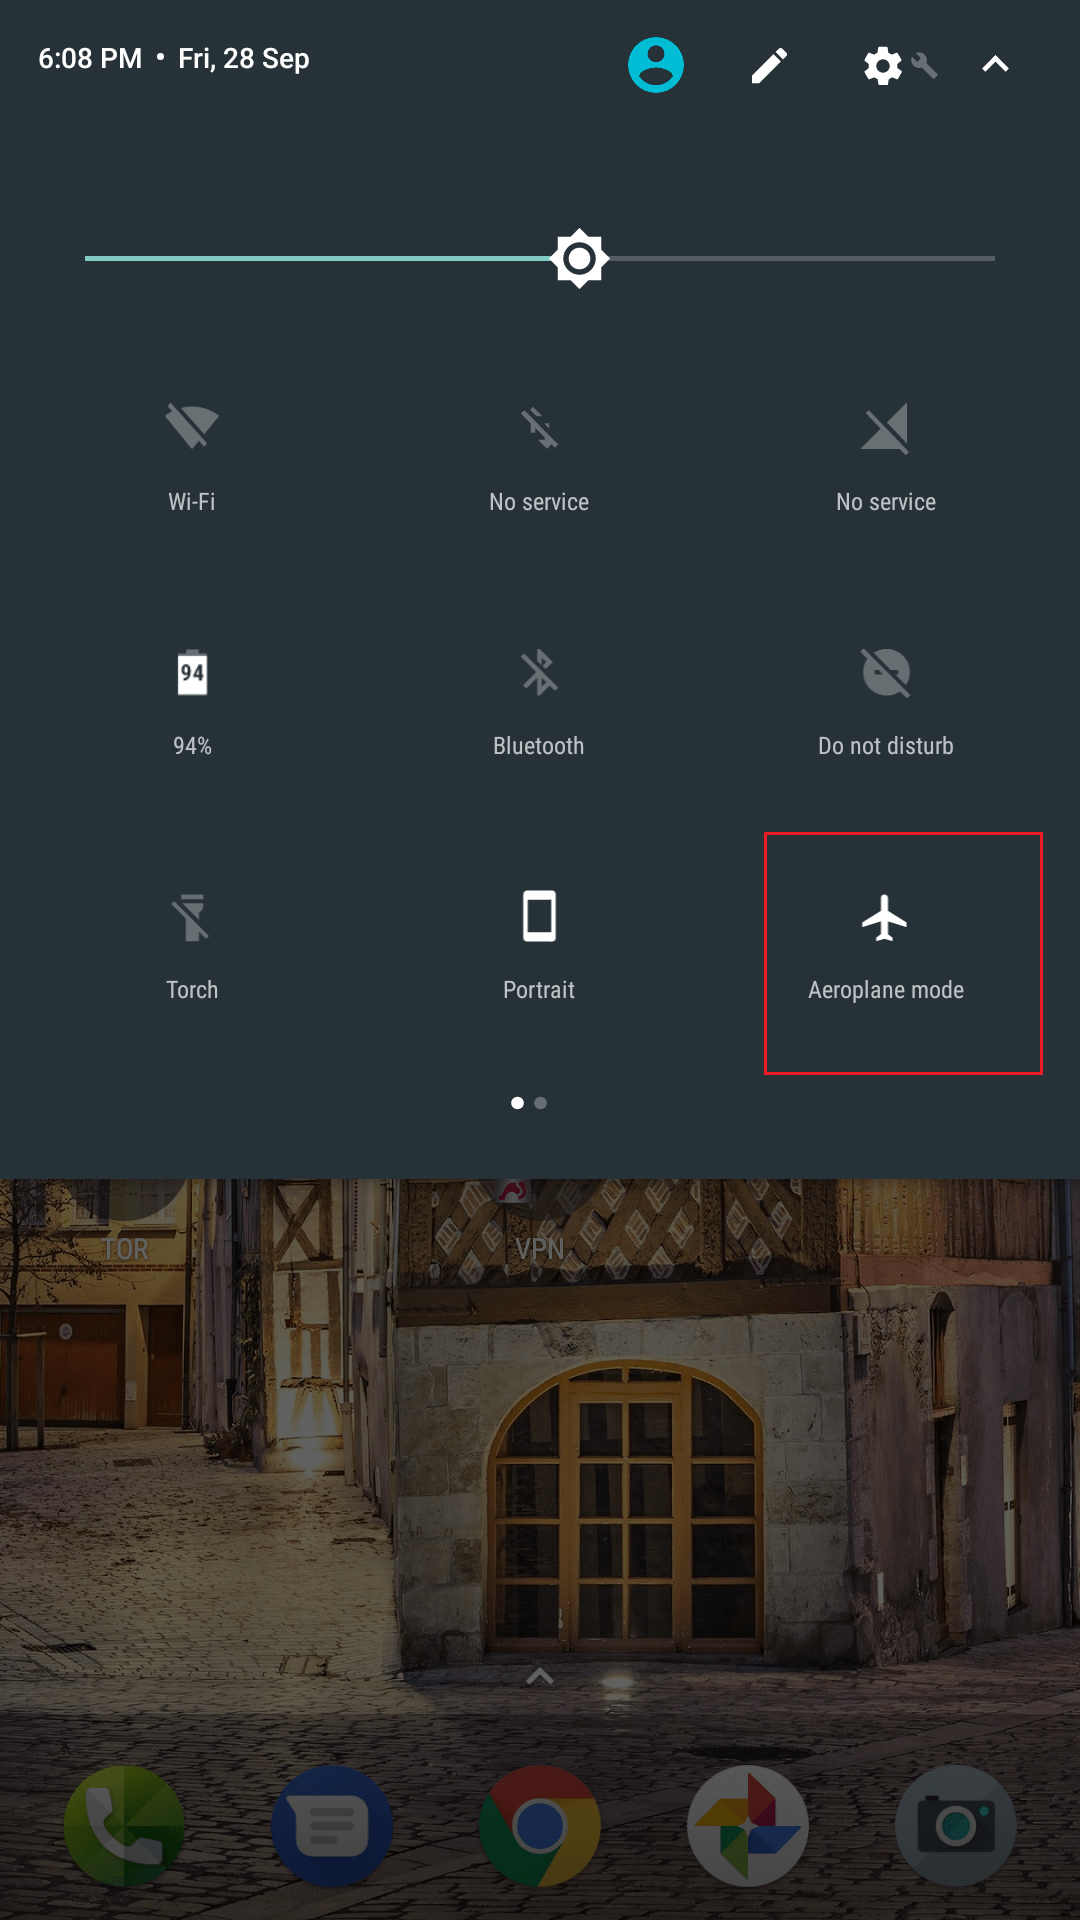 6:08 PM • Fri, 28 Sep
Wi-Fi
No service
No service
94
94%
Bluetooth
Do not disturb
Torch
Portrait
Aeroplane mode
TOR
VPN